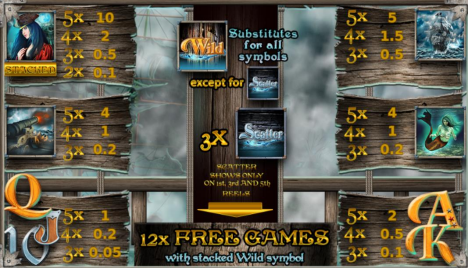 5x 10
4x 2
3x 0.5
2x 0.1
STACKED
Wild
Substitutes
for all
symbols
except for
Scatter
5x 5
4x 1.5
3x 0.5
5x 4
4x 1
3x 0.2
3x
Scatter
SCATTER
SHOWS ONLY
ON 1st, 3rd AND 5th
REELS
5x 4
4x 1
3x 0.2
Q
J
10
5x 1
4x 0.2
3x 0.05
12x FREE GAMES
with stacked Wild symbol
5x 2
4x 0.5
3x 0.1
A
K